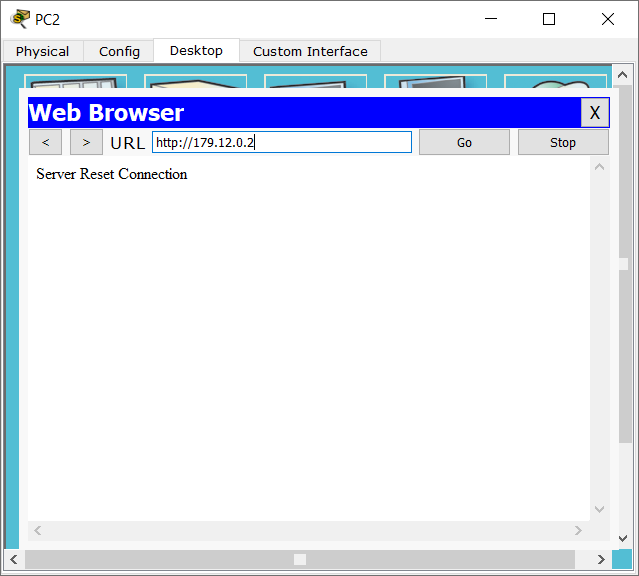 PC2
Physical Config Desktop Custom Interface
Web Browser X
< > URL http://179.12.0.2 Go Stop
Server Reset Connection